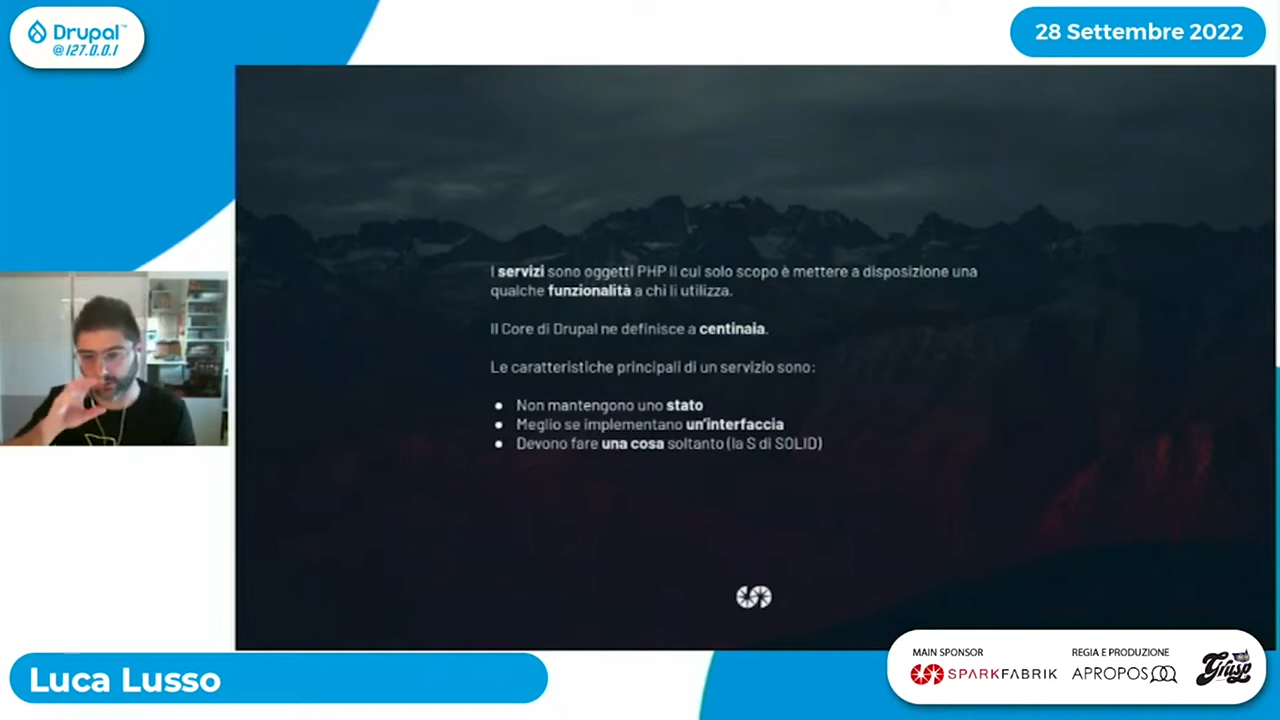 Drupal™
@127.0.0.1
28 Settembre 2022
I servizi sono oggetti PHP il cui solo scopo è mettere a disposizione una
qualche funzionalità a chi li utilizza.
Il Core di Drupal ne definisce a centinaia.
Le caratteristiche principali di un servizio sono:
● Non mantengono uno stato
● Meglio se implementano un'interfaccia
● Devono fare una cosa soltanto (la S di SOLID)
Luca Lusso
MAIN SPONSOR
SPARKFABRIK
REGIA E PRODUZIONE
APROPOS
Grusp